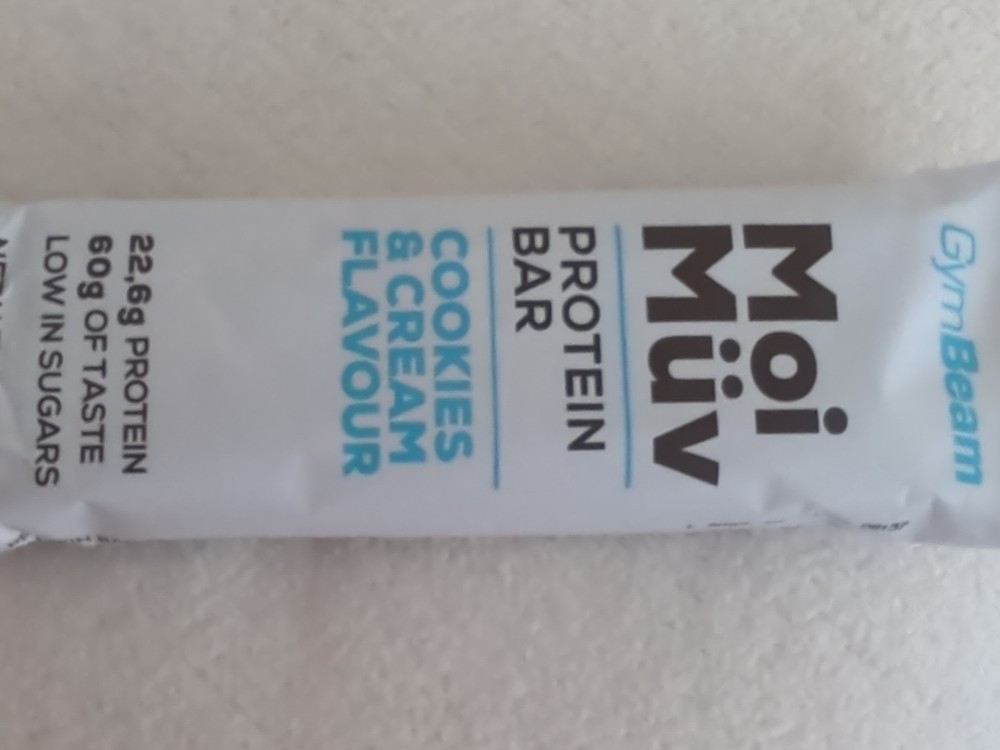 GymBeam
Moi
Müv
PROTEIN
BAR
COOKIES
& CREAM
FLAVOUR
22,6g PROTEIN
60g OF TASTE
LOW IN SUGARS